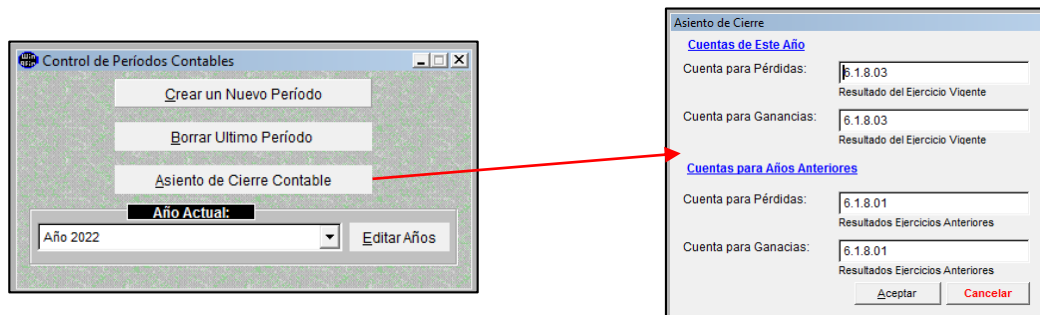 Control de Períodos Contables
Crear un Nuevo Período
Borrar Ultimo Período
Asiento de Cierre Contable
Año Actual:
Año 2022
Editar Años
Asiento de Cierre
Cuentas de Este Año
Cuenta para Pérdidas:
6.1.8.03
Resultado del Ejercicio Vigente
Cuenta para Ganancias:
6.1.8.03
Resultado del Ejercicio Vigente
Cuentas para Años Anteriores
Cuenta para Pérdidas:
6.1.8.01
Resultados Ejercicios Anteriores
Cuenta para Ganacias:
6.1.8.01
Resultados Ejercicios Anteriores
Aceptar
Cancelar